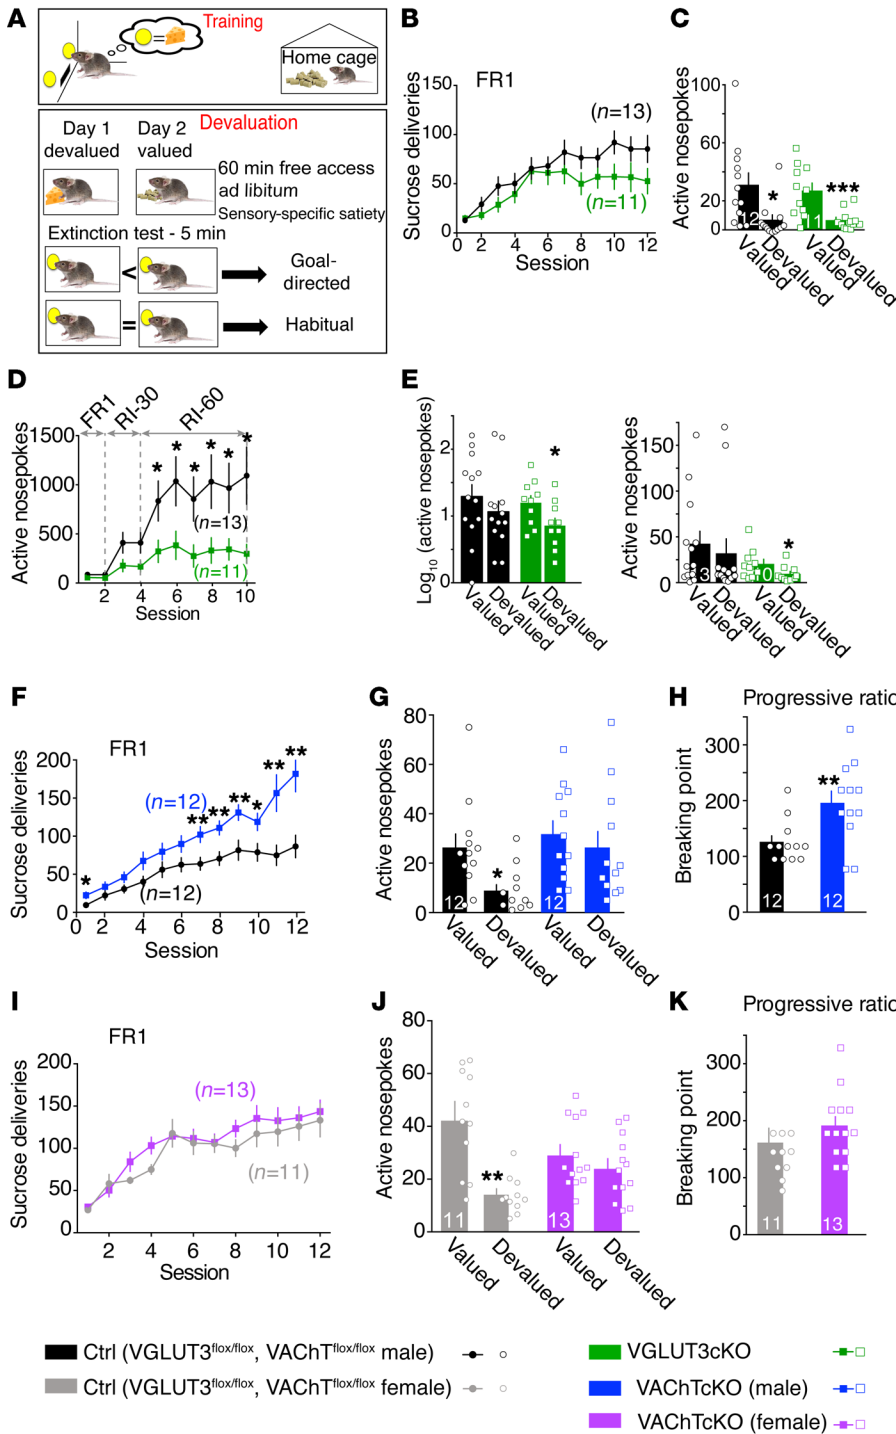 A
Training
=
Home cage
Devaluation
Day 1
devalued
Day 2
valued
60 min free access
ad libitum
Sensory-specific satiety
Extinction test - 5 min
<
Goal-
directed
=
Habitual
B
FR1
Sucrose deliveries
150
100
50
0
(n=13)
(n=11)
0 2 4 6 8 10 12
Session
C
Active nosepokes
100
60
20
0
*
***
12
11
Valued
Devalued
Valued
Devalued
D
FR1
RI-30
RI-60
Active nosepokes
1500
1000
500
0
* * * * * *
(n=13)
(n=11)
0 2 4 6 8 10
Session
E
Log10 (active nosepokes)
2
1
0
*
Valued
Devalued
Valued
Devalued
Active nosepokes
150
100
50
0
*
13
10
Valued
Devalued
Valued
Devalued
F
FR1
Sucrose deliveries
200
150
100
50
0
*
** ** ** * ** **
(n=12)
(n=12)
0 2 4 6 8 10 12
Session
G
Active nosepokes
80
60
40
20
0
*
12
12
Valued
Devalued
Valued
Devalued
H
Progressive ratio
Breaking point
300
200
100
0
**
12
12
I
FR1
Sucrose deliveries
200
150
100
50
0
(n=13)
(n=11)
2 4 6 8 10 12
Session
J
Active nosepokes
80
60
40
20
0
**
11
13
Valued
Devalued
Valued
Devalued
K
Progressive ratio
Breaking point
300
200
100
0
11
13
Ctrl (VGLUT3flox/flox, VAChTflox/flox male)
Ctrl (VGLUT3flox/flox, VAChTflox/flox female)
VGLUT3cKO
VAChTcKO (male)
VAChTcKO (female)